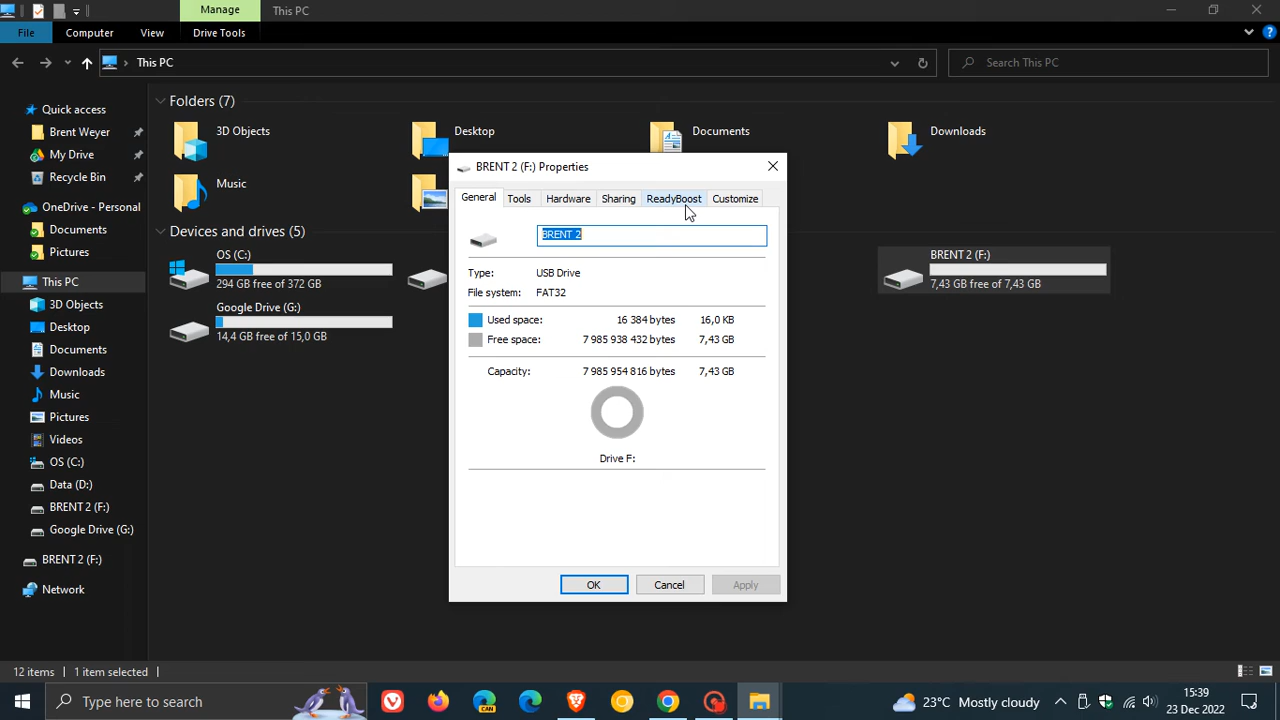 Manage
This PC
File
Computer
View
Drive Tools
This PC
Search This PC
Quick access
Brent Weyer
My Drive
Recycle Bin
OneDrive - Personal
Documents
Pictures
This PC
3D Objects
Desktop
Documents
Downloads
Music
Pictures
Videos
OS (C:)
Data (D:)
BRENT 2 (F:)
Google Drive (G:)
BRENT 2 (F:)
Network
Folders (7)
3D Objects
Desktop
Documents
Downloads
Music
Devices and drives (5)
OS (C:)
294 GB free of 372 GB
BRENT 2 (F:)
7,43 GB free of 7,43 GB
Google Drive (G:)
14,4 GB free of 15,0 GB
BRENT 2 (F:) Properties
General
Tools
Hardware
Sharing
ReadyBoost
Customize
BRENT 2
Type: USB Drive
File system: FAT32
Used space: 16 384 bytes 16,0 KB
Free space: 7 985 938 432 bytes 7,43 GB
Capacity: 7 985 954 816 bytes 7,43 GB
Drive F:
OK
Cancel
Apply
12 items
1 item selected
Type here to search
CAN
23°C Mostly cloudy
15:39
23 Dec 2022